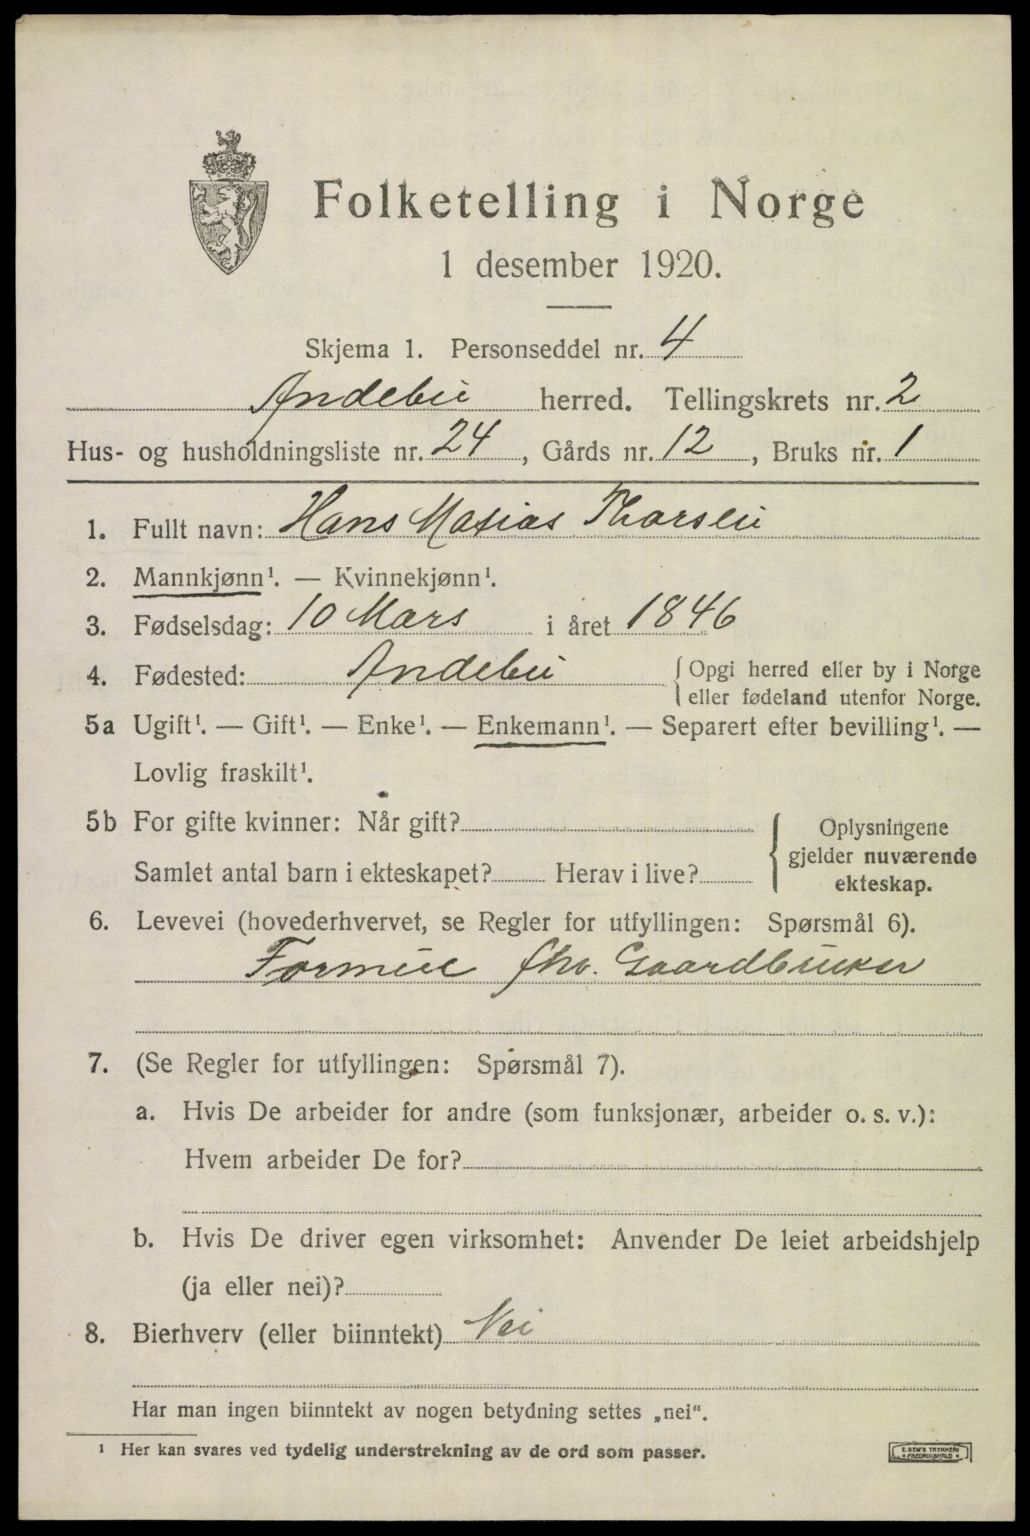 Folketelling i Norge
1 desember 1920.
Skjema 1. Personseddel nr. 4
Andebu herred. Tellingskrets nr. 2
Hus- og husholdningsliste nr. 24, Gårds nr. 12, Bruks nr. 1
1. Fullt navn: Hans Matias Thorsen
2. Mannkjønn¹. — Kvinnekjønn¹.
3. Fødselsdag: 10 Mars i året 1846
4. Fødested: Andebu { Opgi herred eller by i Norge
eller fødeland utenfor Norge.
5a Ugift¹. — Gift¹. — Enke¹. — Enkemann¹. — Separert efter bevilling¹. —
Lovlig fraskilt¹.
5b For gifte kvinner: Når gift?
Samlet antal barn i ekteskapet? Herav i live?
{ Oplysningene
gjelder nuværende
ekteskap.
6. Levevei (hovederhvervet, se Regler for utfyllingen: Spørsmål 6).
Formue fhv. Gaardbruker
7. (Se Regler for utfyllingen: Spørsmål 7).
a. Hvis De arbeider for andre (som funksjonær, arbeider o. s. v.):
Hvem arbeider De for?
b. Hvis De driver egen virksomhet: Anvender De leiet arbeidshjelp
(ja eller nei)?
8. Bierhverv (eller biinntekt) Nei
Har man ingen biinntekt av nogen betydning settes „nei“.
¹ Her kan svares ved tydelig understrekning av de ord som passer.
E. SEM'S TRYKKERI
FREDRIKSHALD